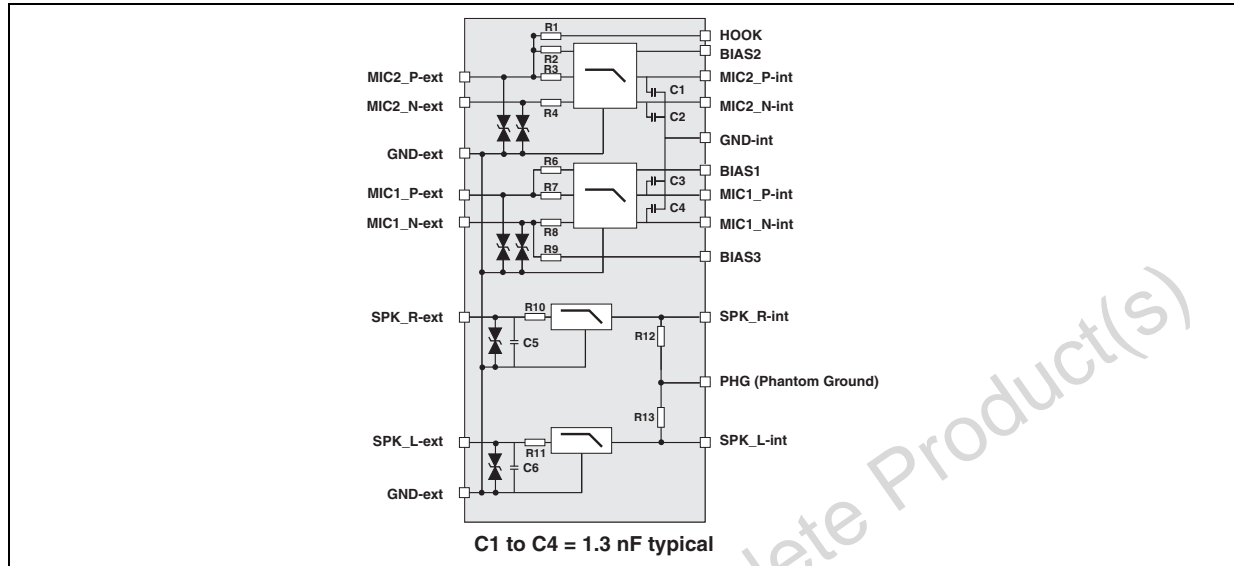 R1
HOOK
R2
BIAS2
R3
MIC2_P-ext
MIC2_P-int
C1
MIC2_N-ext
MIC2_N-int
R4
C2
GND-int
GND-ext
R6
BIAS1
C3
MIC1_P-ext
R7
MIC1_P-int
C4
MIC1_N-ext
MIC1_N-int
R8
R9
BIAS3
R10
SPK_R-ext
SPK_R-int
C5
R12
PHG (Phantom Ground)
R13
SPK_L-ext
SPK_L-int
R11
C6
GND-ext
C1 to C4 = 1.3 nF typical
lete Product(s)